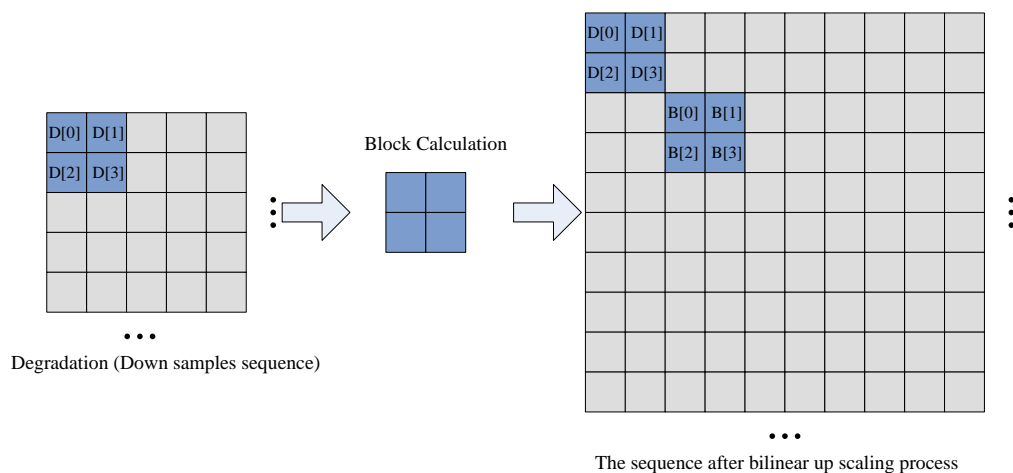 D[0] D[1]
D[2] D[3]
Degradation (Down samples sequence)
Block Calculation
D[0] D[1]
D[2] D[3]
B[0] B[1]
B[2] B[3]
The sequence after bilinear up scaling process